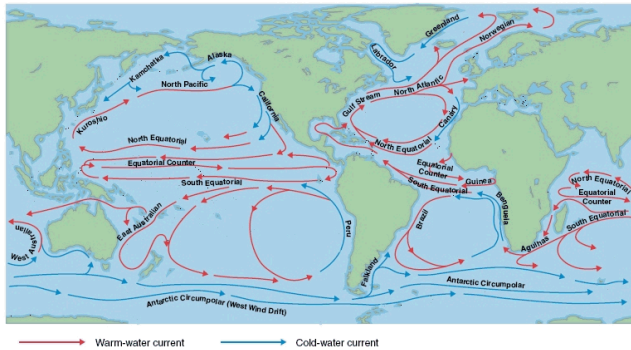 Greenland
Norwegian
Labrador
Alaska
Kamchatka
North Pacific
Kuroshio
California
Gulf Stream
North Atlantic
Canary
North Equatorial
North Equatorial
Equatorial Counter
Equatorial
Counter
South Equatorial
South Equatorial
Guinea
North Equatorial
Equatorial
Counter
South Equatorial
West Australian
East Australian
Peru
Brazil
Benguela
Agulhas
Falkland
Antarctic Circumpolar
Antarctic Circumpolar (West Wind Drift)
Warm-water current
Cold-water current